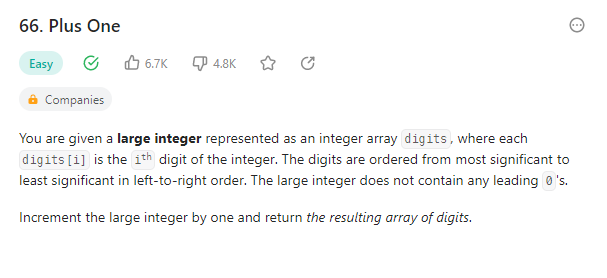 66. Plus One
Easy 6.7K 4.8K
Companies
You are given a large integer represented as an integer array digits, where each
digits[i] is the ith digit of the integer. The digits are ordered from most significant to
least significant in left-to-right order. The large integer does not contain any leading 0's.
Increment the large integer by one and return the resulting array of digits.